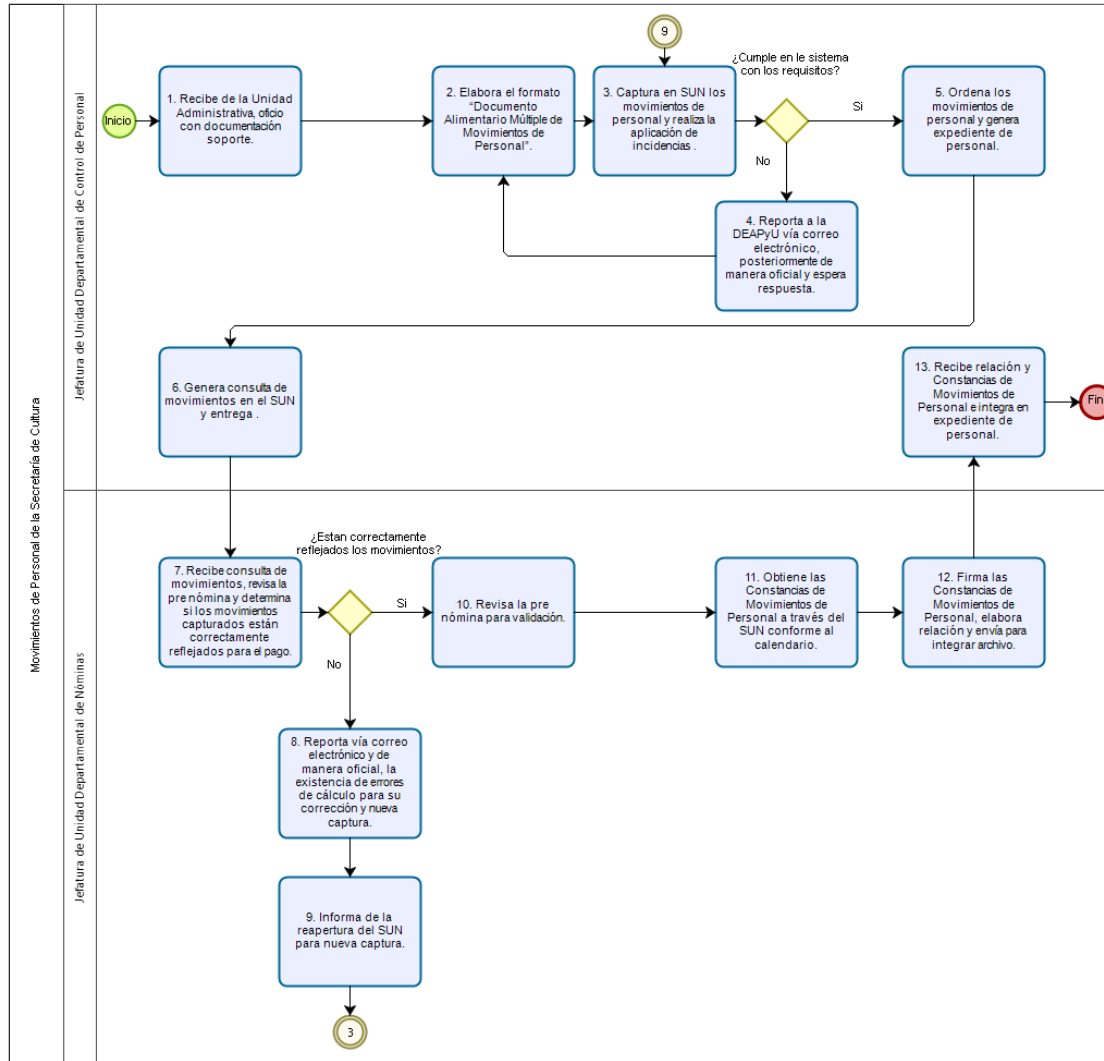 Movimientos de Personal de la Secretaría de Cultura
Jefatura de Unidad Departamental de Control de Personal
Inicio
1. Recibe de la Unidad
Administrativa, oficio
con documentación
soporte.
2. Elabora el formato
“Documento
Alimentario Múltiple de
Movimientos de
Personal”.
9
3. Captura en SUN los
movimientos de
personal y realiza la
aplicación de
incidencias .
¿Cumple en le sistema
con los requisitos?
Si
No
4. Reporta a la
DEAPyU vía correo
electrónico,
posteriormente de
manera oficial y espera
respuesta.
5. Ordena los
movimientos de
personal y genera
expediente de
personal.
6. Genera consulta de
movimientos en el SUN
y entrega .
13. Recibe relación y
Constancias de
Movimientos de
Personal e integra en
expediente de
personal.
Fin
Jefatura de Unidad Departamental de Nóminas
7. Recibe consulta de
movimientos, revisa la
pre nómina y determina
si los movimientos
capturados están
correctamente
reflejados para el pago.
¿Estan correctamente
reflejados los movimientos?
Si
No
8. Reporta vía correo
electrónico y de
manera oficial, la
existencia de errores
de cálculo para su
corrección y nueva
captura.
9. Informa de la
reapertura del SUN
para nueva captura.
3
10. Revisa la pre
nómina para validación.
11. Obtiene las
Constancias de
Movimientos de
Personal a través del
SUN conforme al
calendario.
12. Firma las
Constancias de
Movimientos de
Personal, elabora
relación y envía para
integrar archivo.